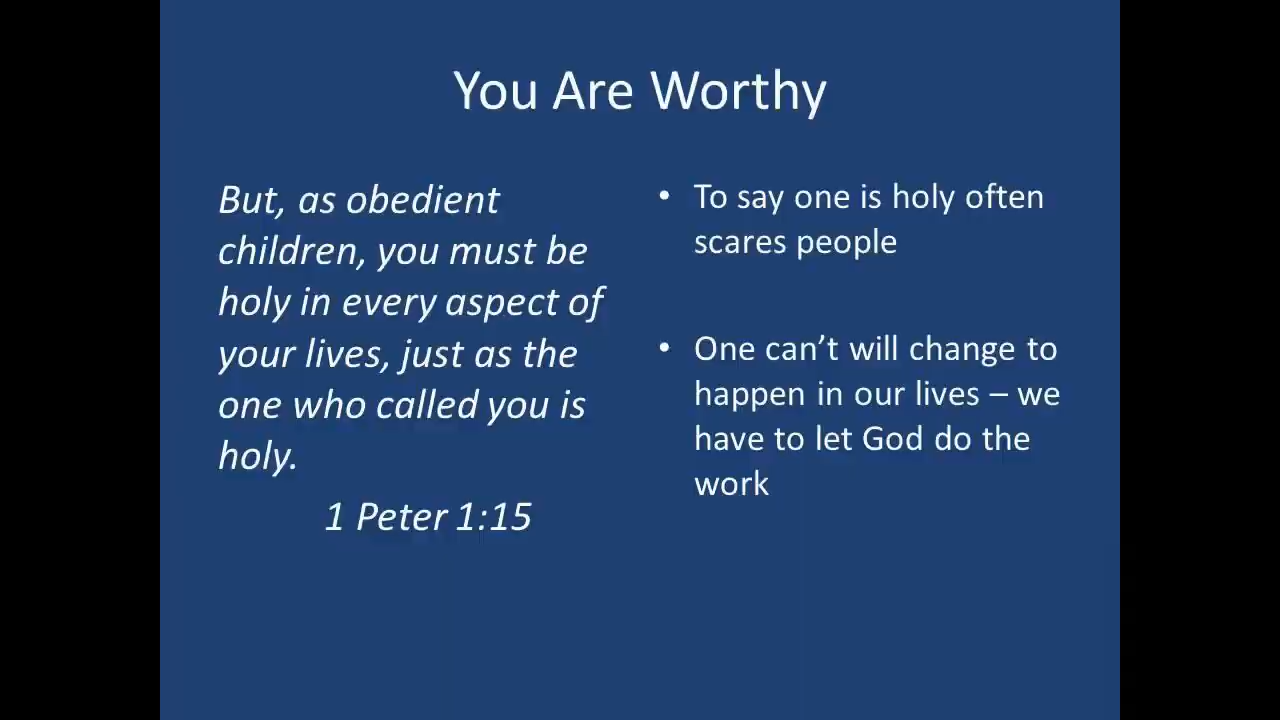 You Are Worthy
But, as obedient
children, you must be
holy in every aspect of
your lives, just as the
one who called you is
holy.
1 Peter 1:15
• To say one is holy often
scares people
• One can’t will change to
happen in our lives – we
have to let God do the
work